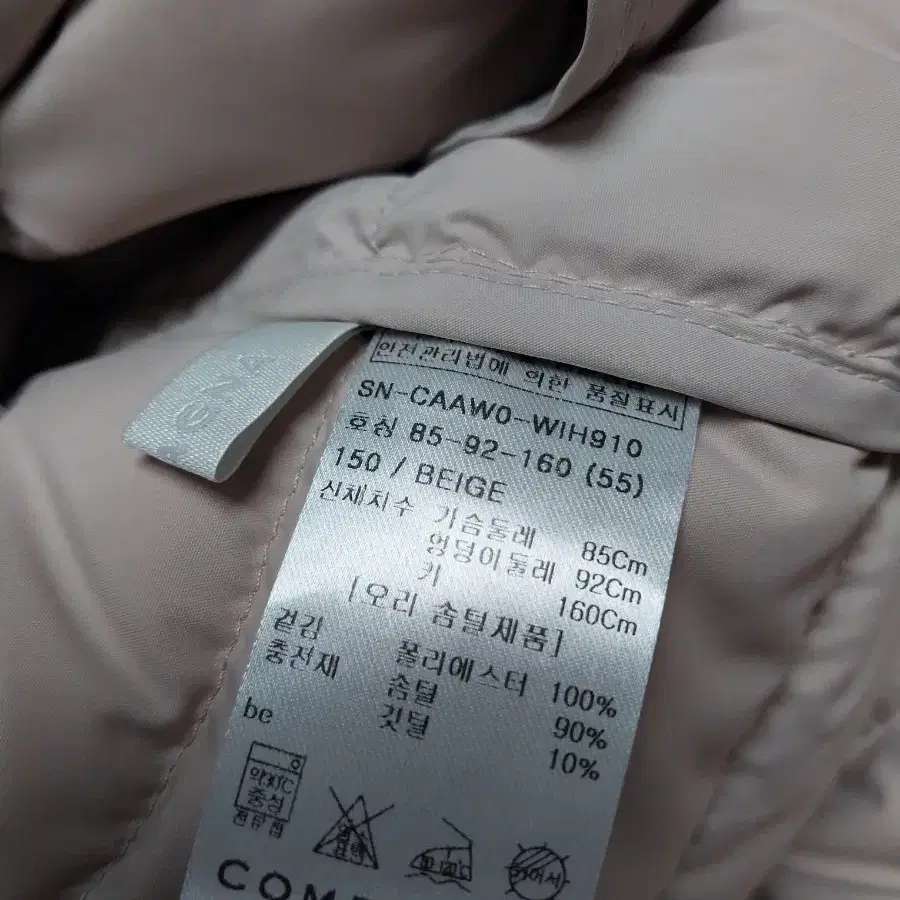 안전관리법에 의한 품질표시
SN-CAAW0-WIH910
호칭 85-92-160 (55)
150 / BEIGE
신체치수 가슴둘레 85Cm
엉덩이둘레 92Cm
키 160Cm
[오리 솜털제품]
겉감 폴리에스터 100%
충전재 솜털 90%
깃털 10%
be
중성
COM